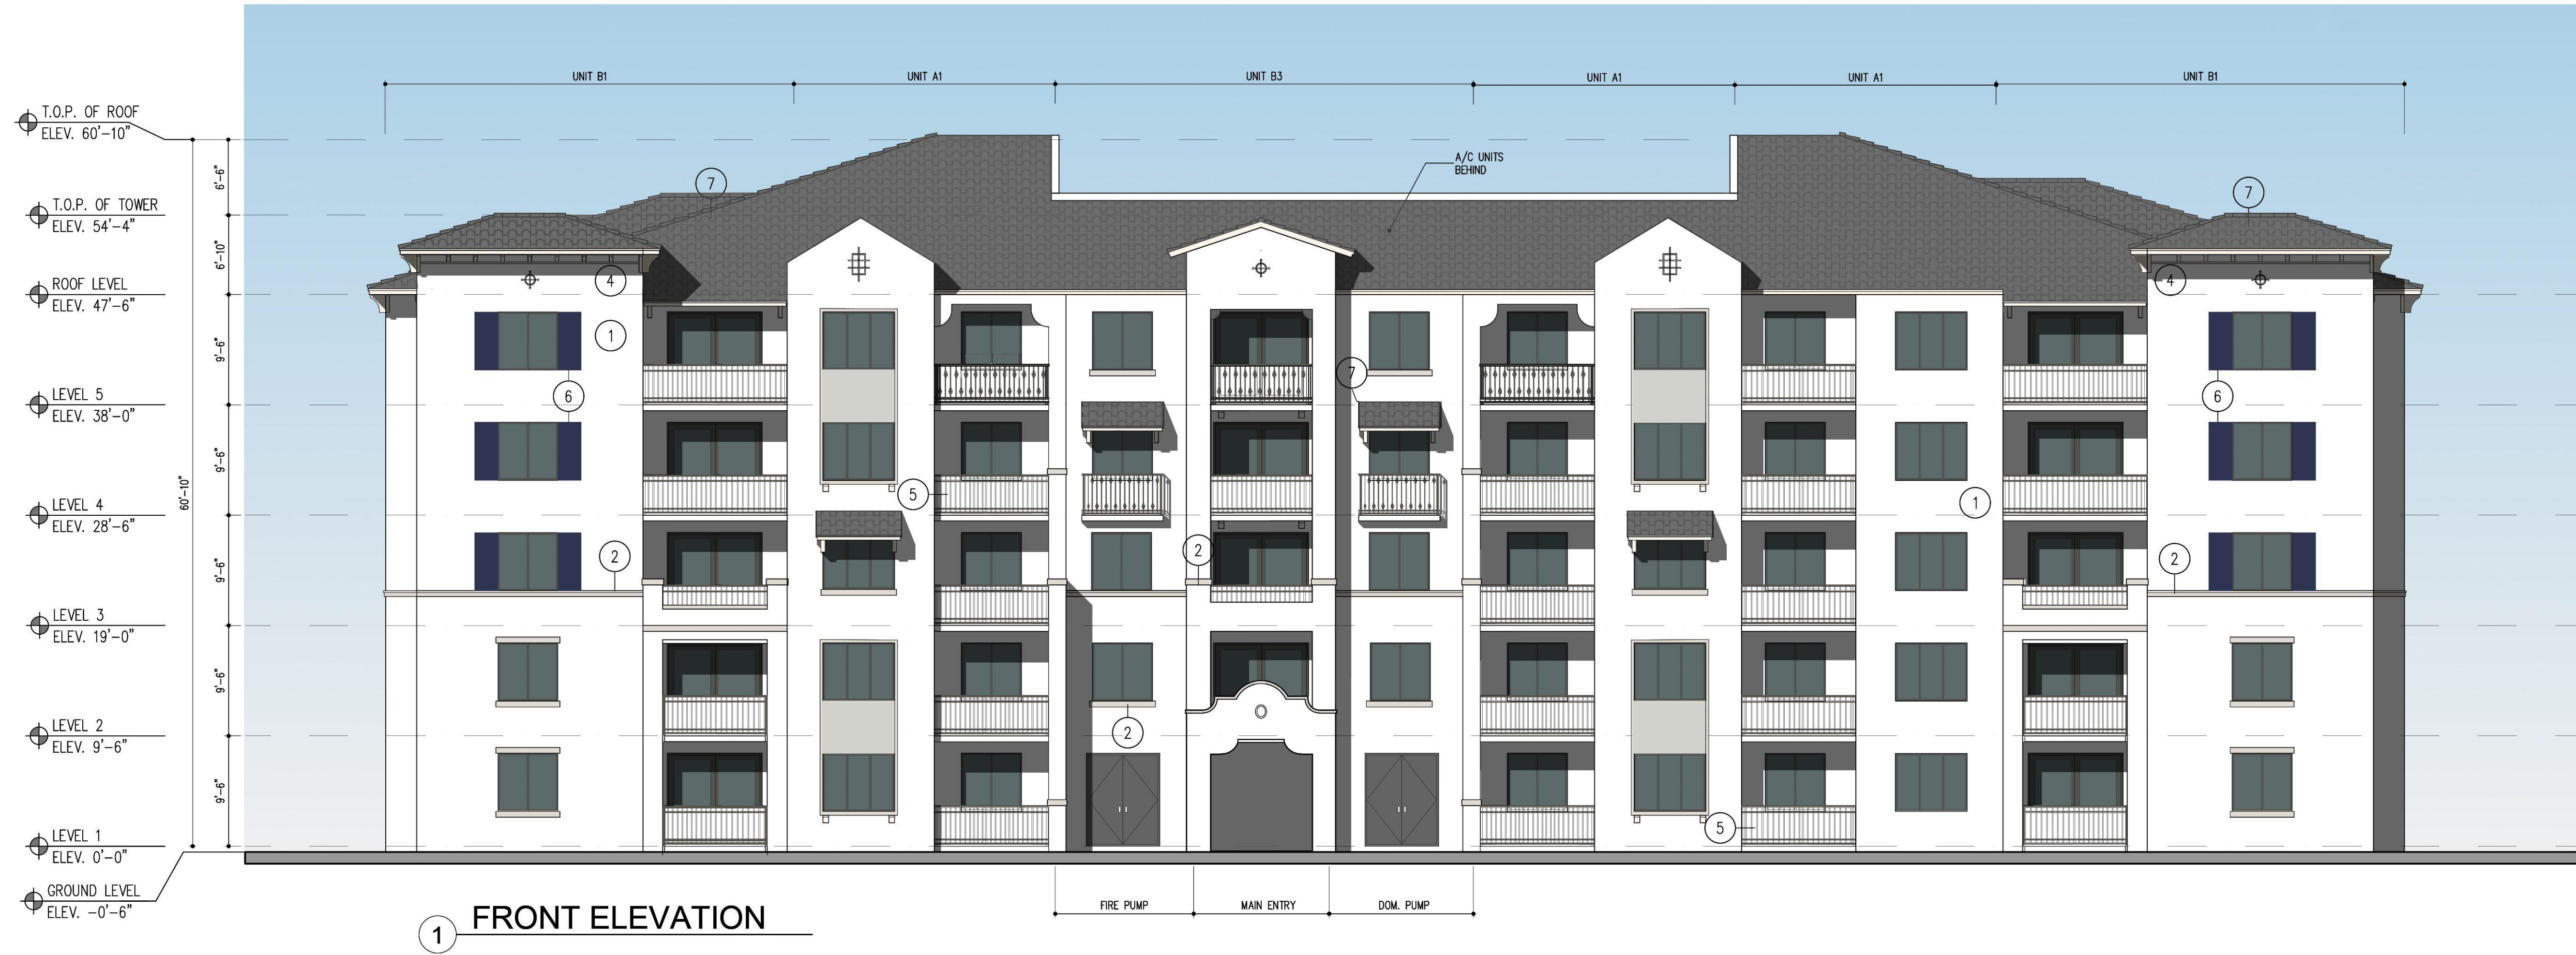 UNIT B1
UNIT A1
UNIT B3
UNIT A1
UNIT A1
UNIT B1
T.O.P. OF ROOF
ELEV. 60'-10"
A/C UNITS
BEHIND
6'-6"
7
7
T.O.P. OF TOWER
ELEV. 54'-4"
6'-10"
4
4
ROOF LEVEL
ELEV. 47'-6"
1
9'-6"
7
LEVEL 5
ELEV. 38'-0"
6
6
9'-6"
60'-10"
5
1
LEVEL 4
ELEV. 28'-6"
2
2
2
9'-6"
LEVEL 3
ELEV. 19'-0"
9'-6"
2
LEVEL 2
ELEV. 9'-6"
9'-6"
5
LEVEL 1
ELEV. 0'-0"
GROUND LEVEL
ELEV. -0'-6"
FIRE PUMP
MAIN ENTRY
DOM. PUMP
1 FRONT ELEVATION